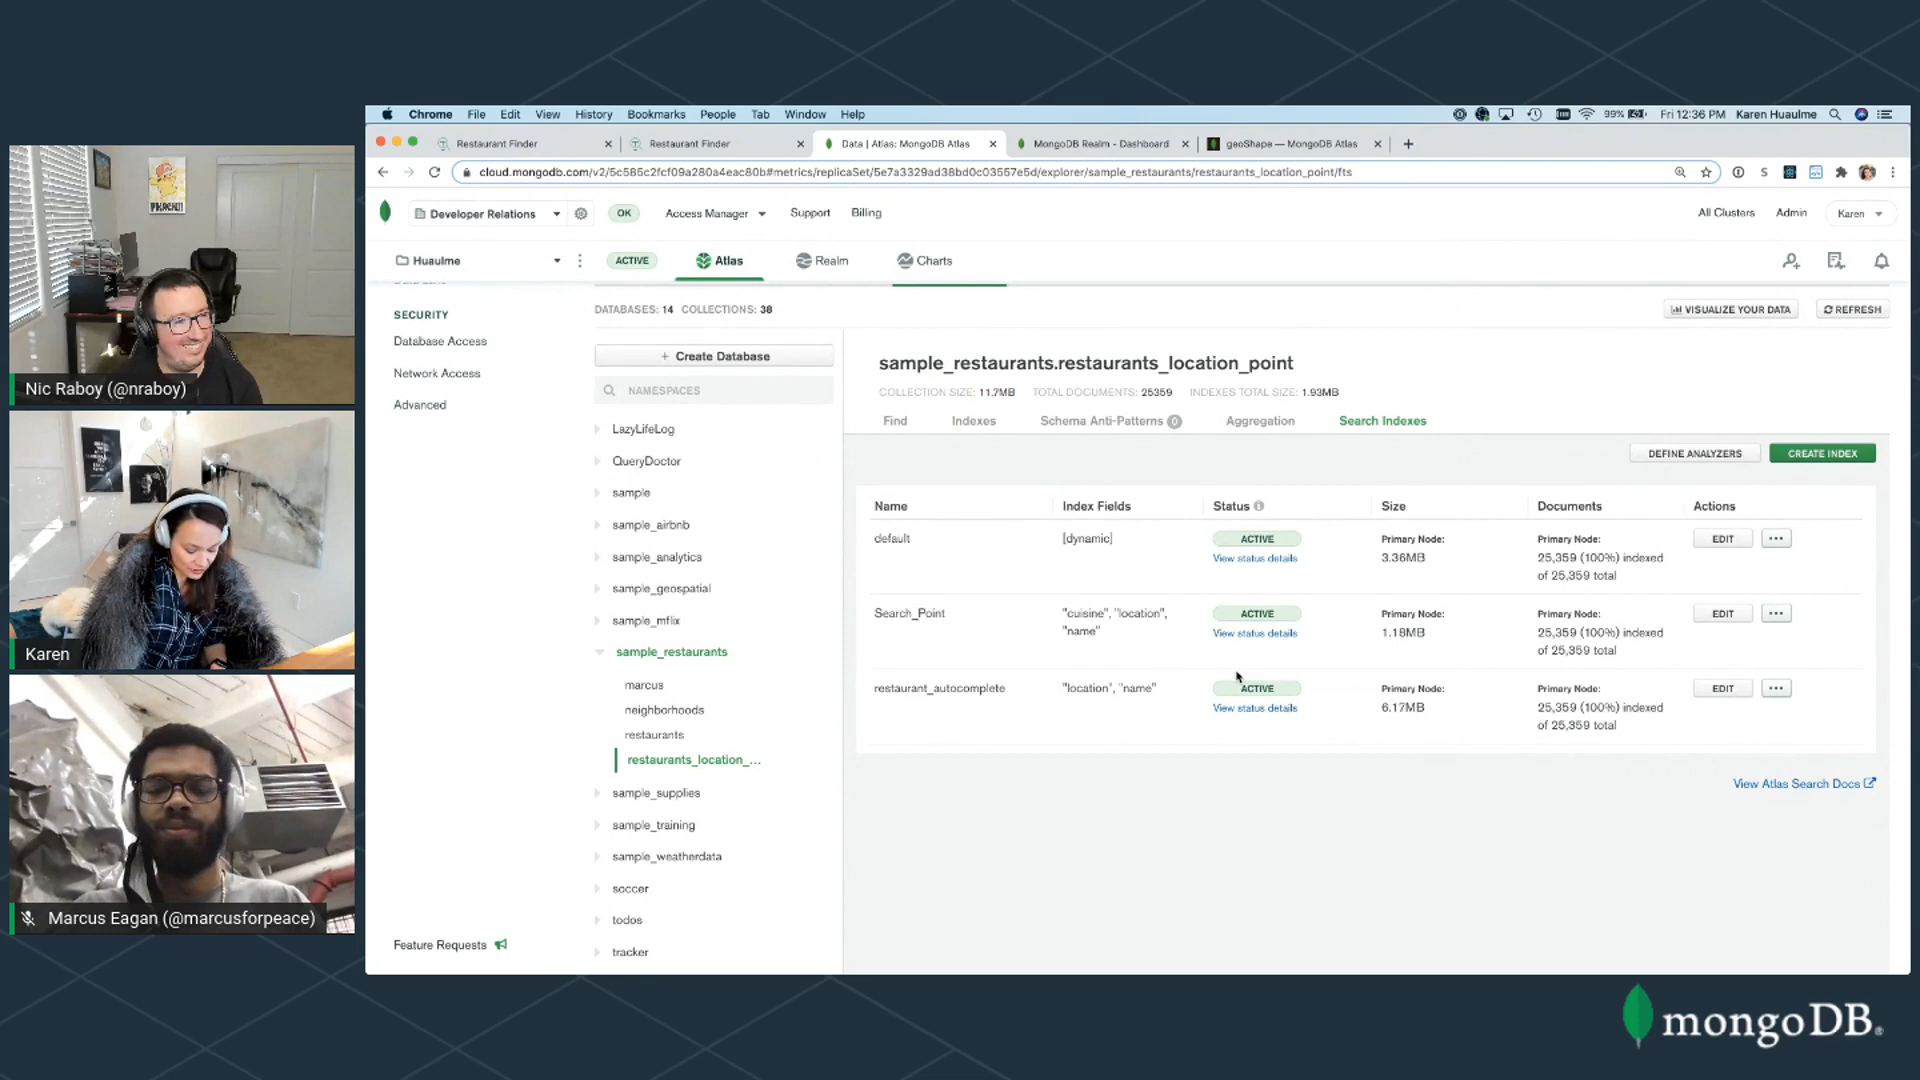 Chrome File Edit View History Bookmarks People Tab Window Help 99% Fri 12:36 PM Karen Huaulme
Restaurant Finder Restaurant Finder Data | Atlas: MongoDB Atlas MongoDB Realm - Dashboard geoShape — MongoDB Atlas
cloud.mongodb.com/v2/5c585c2fcf09a280a4eac80b#metrics/replicaSet/5e7a3329ad38bd0c03557e5d/explorer/sample_restaurants/restaurants_location_point/fts
Developer Relations OK Access Manager Support Billing All Clusters Admin Karen
Huaulme ACTIVE Atlas Realm Charts
SECURITY
Database Access
Network Access
Advanced
Feature Requests
DATABASES: 14 COLLECTIONS: 38
VISUALIZE YOUR DATA REFRESH
+ Create Database
NAMESPACES
LazyLifeLog
QueryDoctor
sample
sample_airbnb
sample_analytics
sample_geospatial
sample_mflix
sample_restaurants
marcus
neighborhoods
restaurants
restaurants_location_...
sample_supplies
sample_training
sample_weatherdata
soccer
todos
tracker
sample_restaurants.restaurants_location_point
COLLECTION SIZE: 11.7MB TOTAL DOCUMENTS: 25359 INDEXES TOTAL SIZE: 1.93MB
Find Indexes Schema Anti-Patterns 0 Aggregation Search Indexes
DEFINE ANALYZERS CREATE INDEX
Name Index Fields Status Size Documents Actions
default [dynamic] ACTIVE Primary Node: Primary Node: EDIT ...
View status details 3.36MB 25,359 (100%) indexed
of 25,359 total
Search_Point "cuisine", "location", ACTIVE Primary Node: Primary Node: EDIT ...
"name" View status details 1.18MB 25,359 (100%) indexed
of 25,359 total
restaurant_autocomplete "location", "name" ACTIVE Primary Node: Primary Node: EDIT ...
View status details 6.17MB 25,359 (100%) indexed
of 25,359 total
View Atlas Search Docs
PIKACHU!
Nic Raboy (@nraboy)
Karen
Marcus Eagan (@marcusforpeace)
mongoDB®